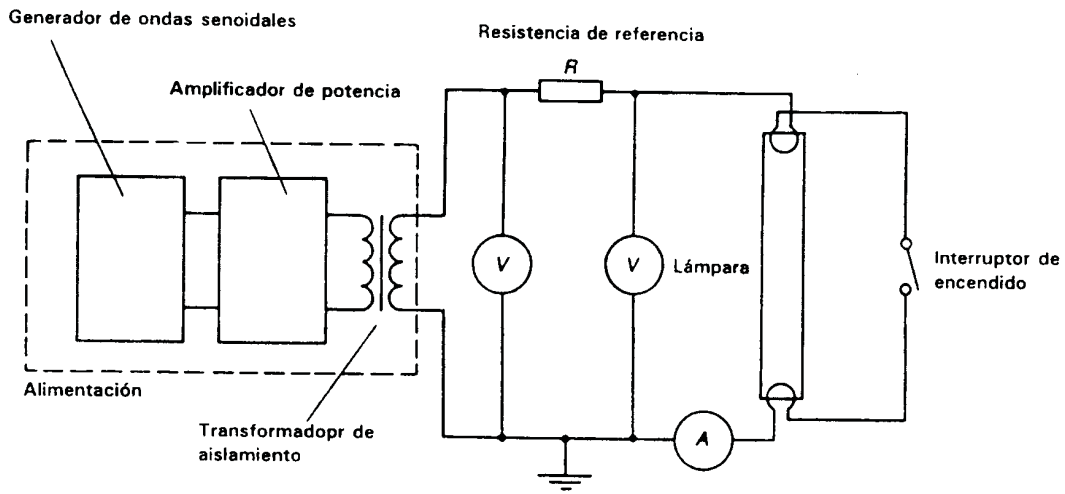 Generador de ondas senoidales
Resistencia de referencia
R
Amplificador de potencia
V
V
Lámpara
Interruptor de
encendido
Alimentación
Transformadopr de
aislamiento
A